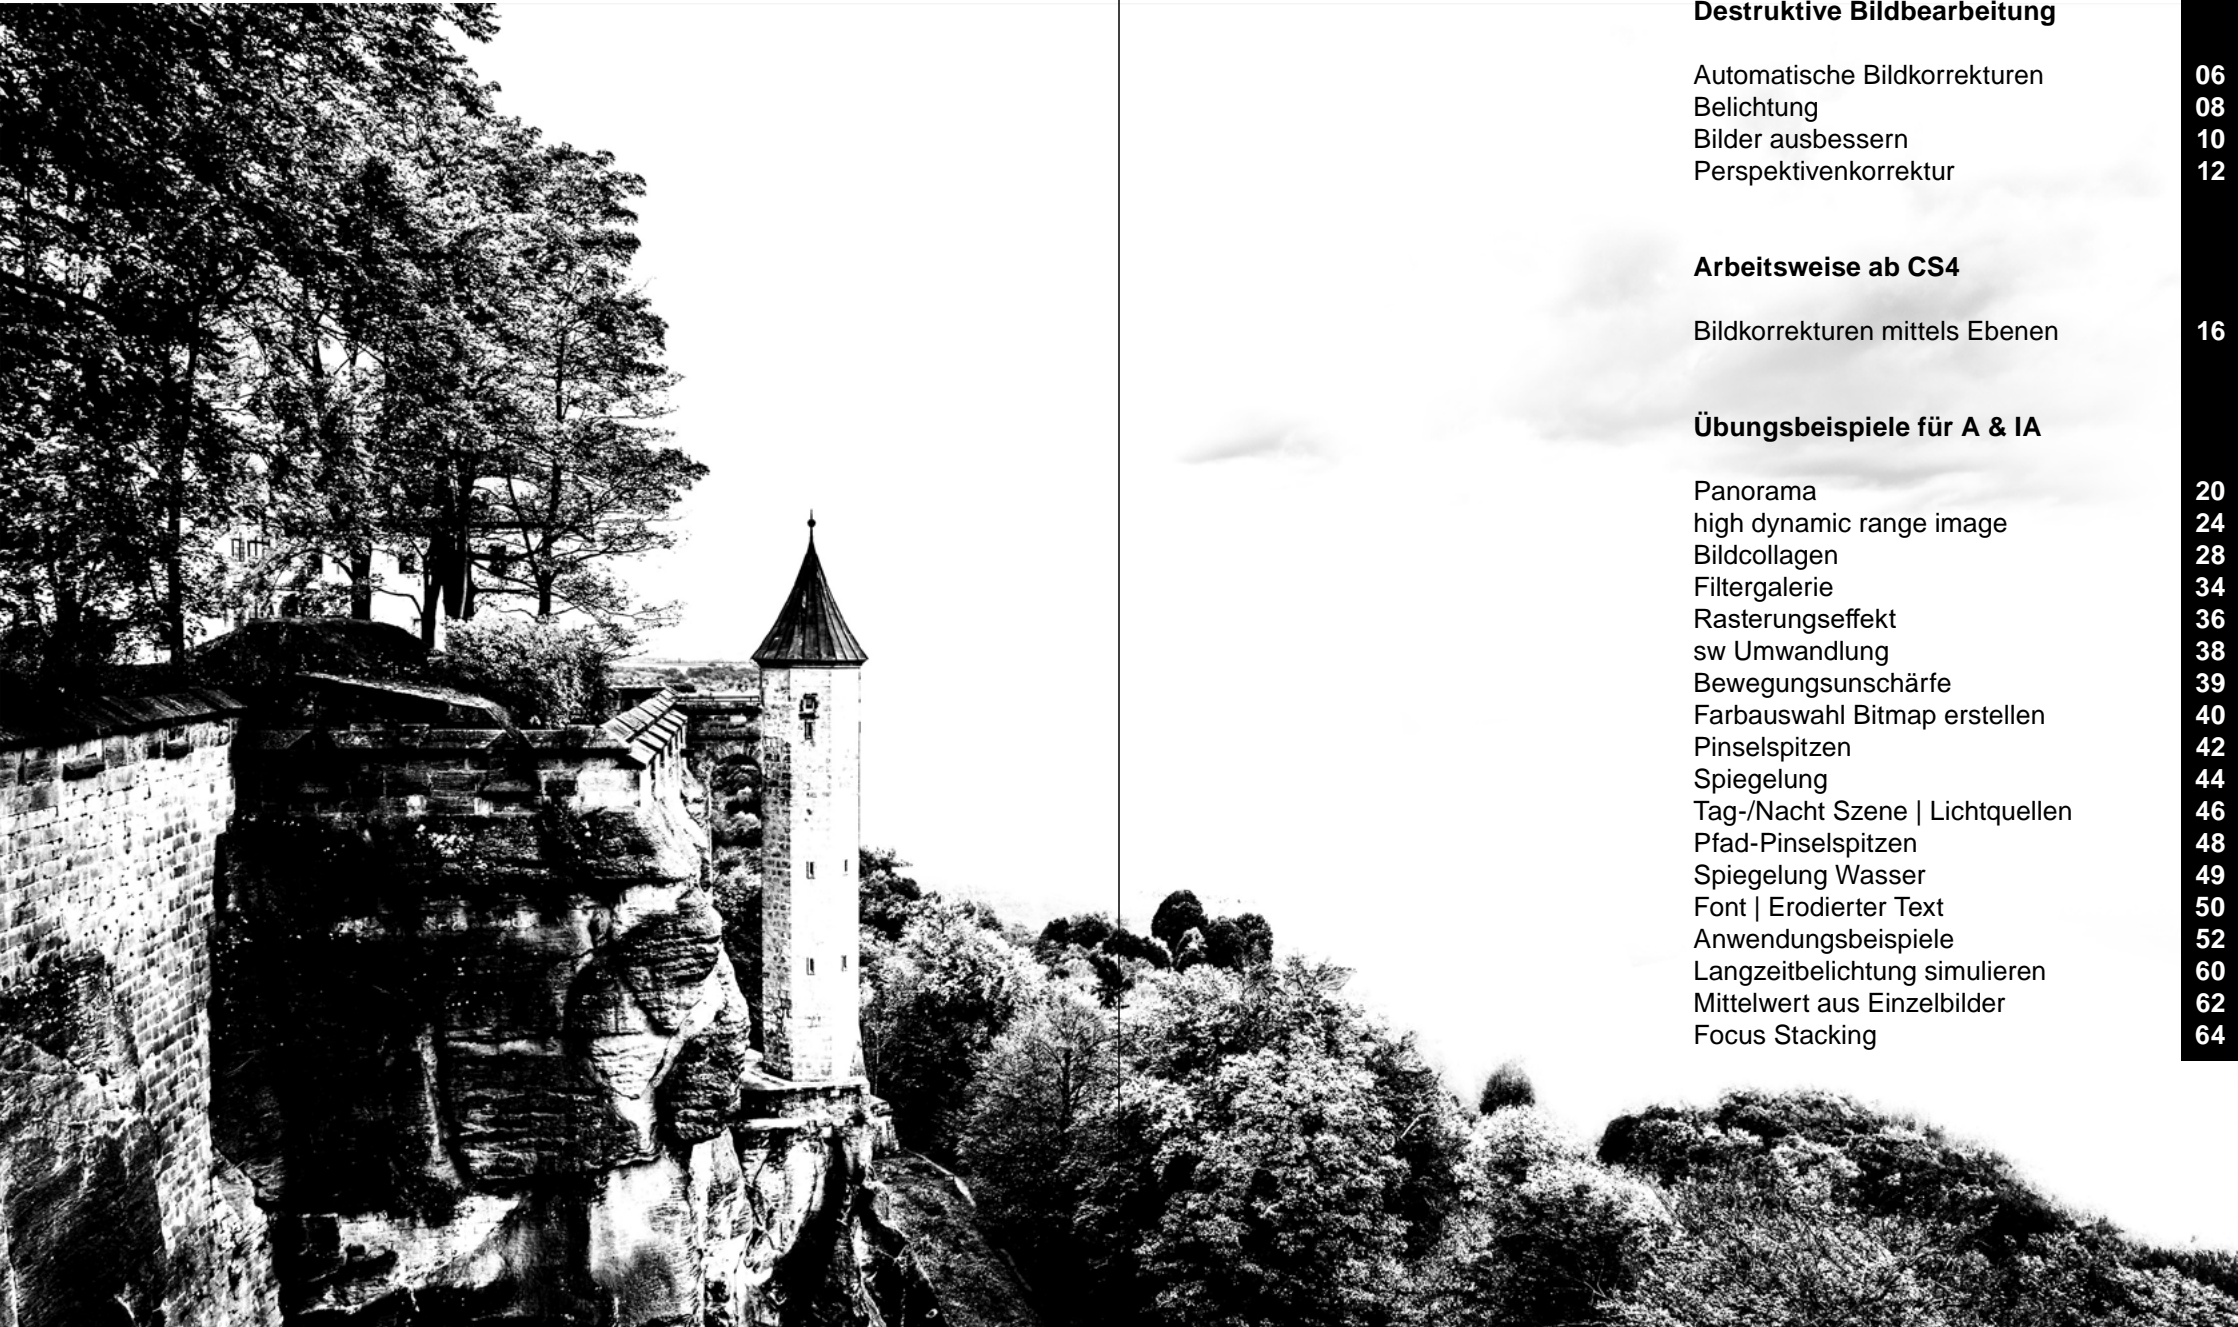 Destruktive Bildbearbeitung
Automatische Bildkorrekturen 06
Belichtung 08
Bilder ausbessern 10
Perspektivenkorrektur 12
Arbeitsweise ab CS4
Bildkorrekturen mittels Ebenen 16
Übungsbeispiele für A & IA
Panorama 20
high dynamic range image 24
Bildcollagen 28
Filtergalerie 34
Rasterungseffekt 36
sw Umwandlung 38
Bewegungsunschärfe 39
Farbauswahl Bitmap erstellen 40
Pinselspitzen 42
Spiegelung 44
Tag-/Nacht Szene | Lichtquellen 46
Pfad-Pinselspitzen 48
Spiegelung Wasser 49
Font | Erodierter Text 50
Anwendungsbeispiele 52
Langzeitbelichtung simulieren 60
Mittelwert aus Einzelbilder 62
Focus Stacking 64